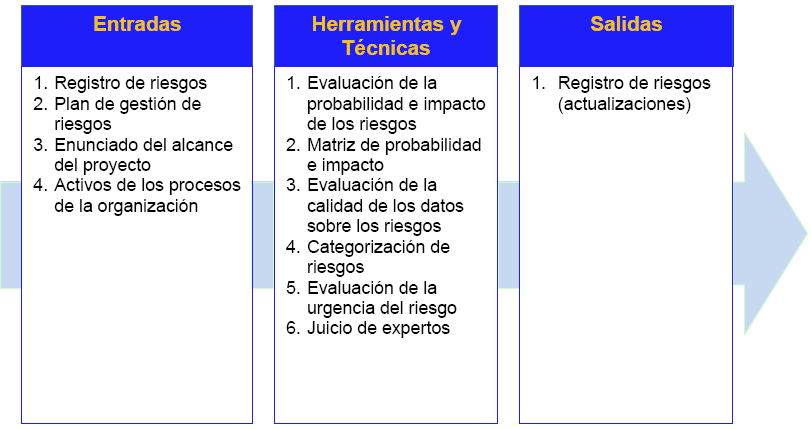 Entradas
1. Registro de riesgos
2. Plan de gestión de
riesgos
3. Enunciado del alcance
del proyecto
4. Activos de los procesos
de la organización
Herramientas y
Técnicas
1. Evaluación de la
probabilidad e impacto
de los riesgos
2. Matriz de probabilidad
e impacto
3. Evaluación de la
calidad de los datos
sobre los riesgos
4. Categorización de
riesgos
5. Evaluación de la
urgencia del riesgo
6. Juicio de expertos
Salidas
1. Registro de riesgos
(actualizaciones)